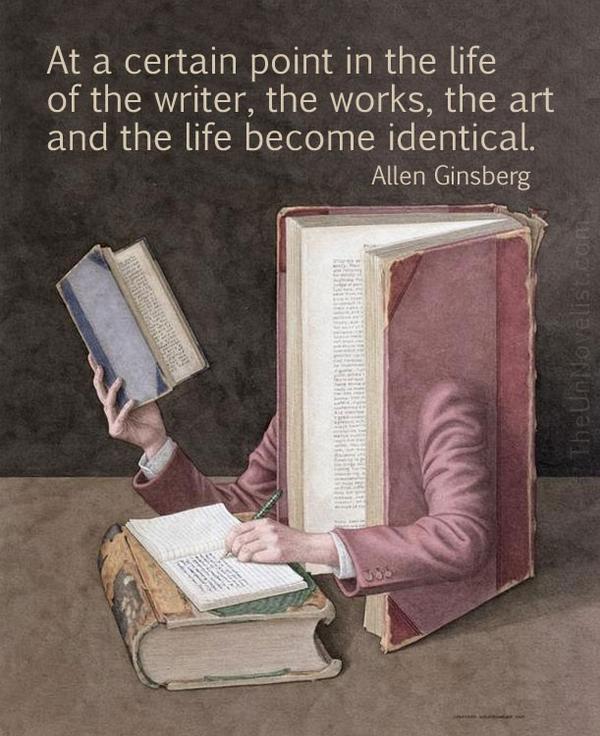 At a certain point in the life
of the writer, the works, the art
and the life become identical.
Allen Ginsberg
TheUnNovelist.com